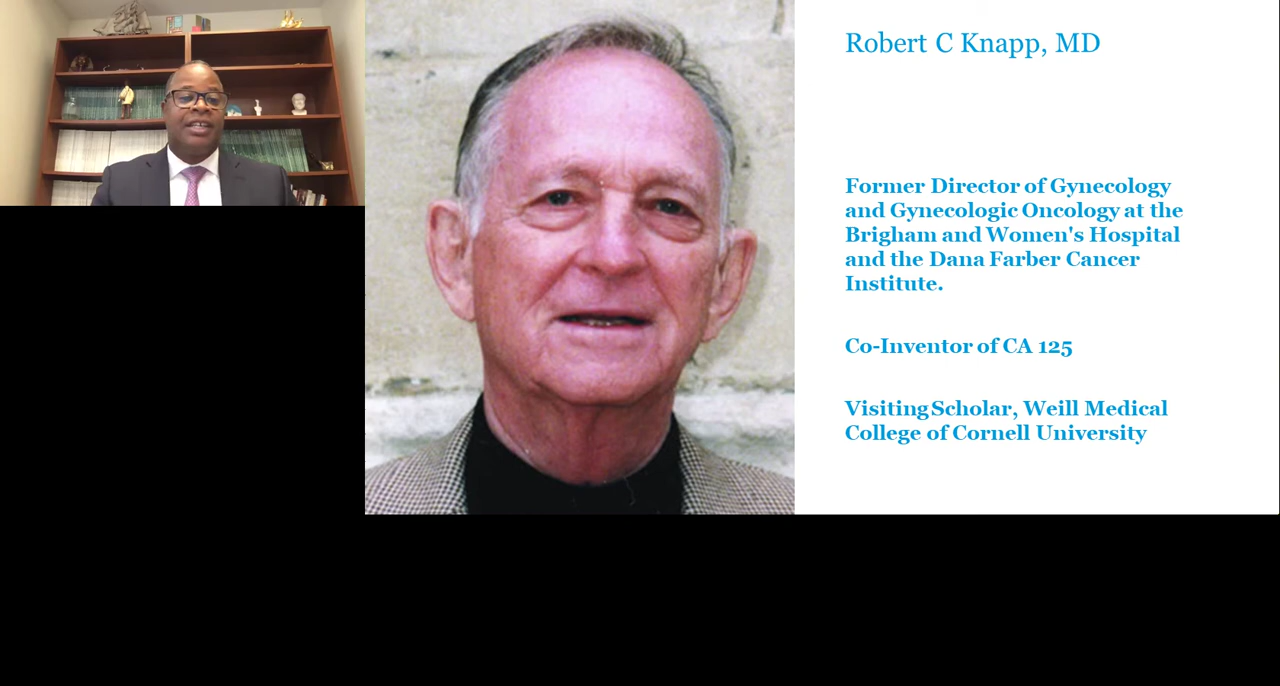 Robert C Knapp, MD
Former Director of Gynecology
and Gynecologic Oncology at the
Brigham and Women's Hospital
and the Dana Farber Cancer
Institute.
Co-Inventor of CA 125
Visiting Scholar, Weill Medical
College of Cornell University